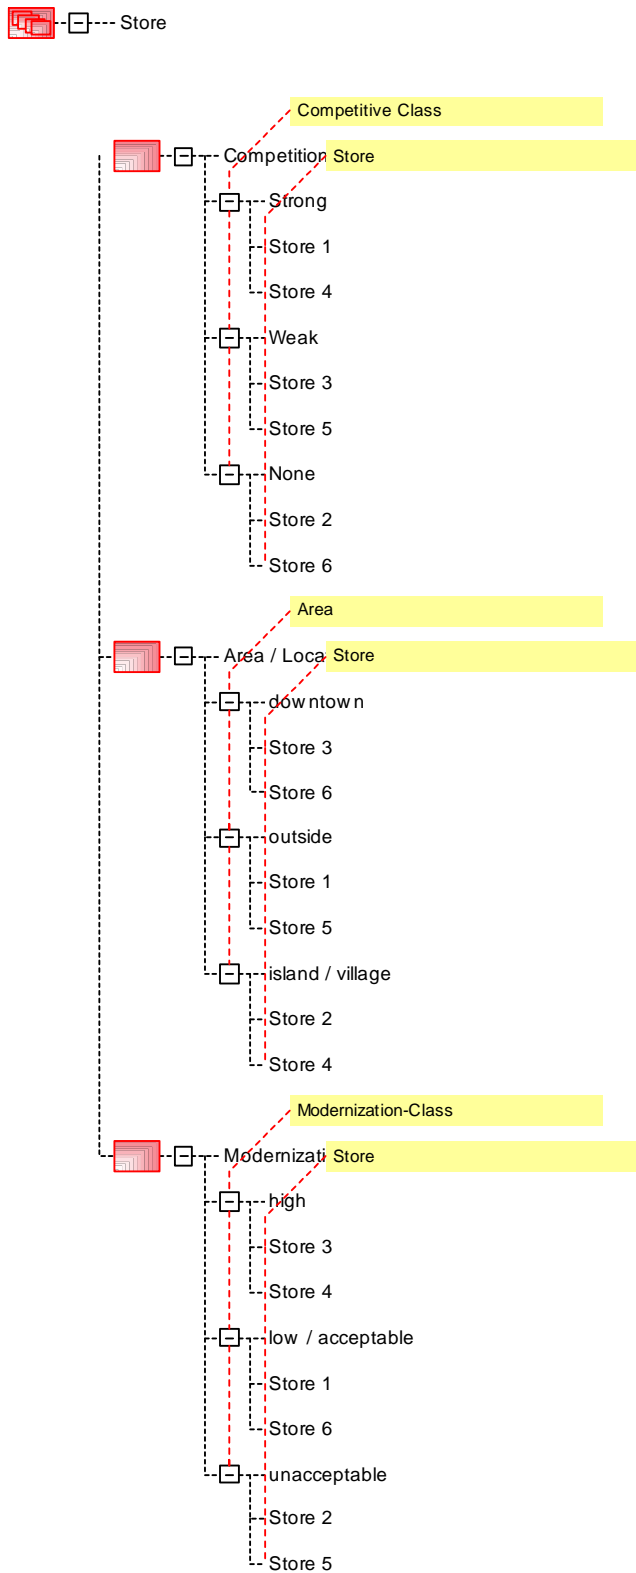 Store
Competitive Class
Competition
Store
Strong
Store 1
Store 4
Weak
Store 3
Store 5
None
Store 2
Store 6
Area
Area / Loca
Store
downtown
Store 3
Store 6
outside
Store 1
Store 5
island / village
Store 2
Store 4
Modernization-Class
Modernizati
Store
high
Store 3
Store 4
low / acceptable
Store 1
Store 6
unacceptable
Store 2
Store 5